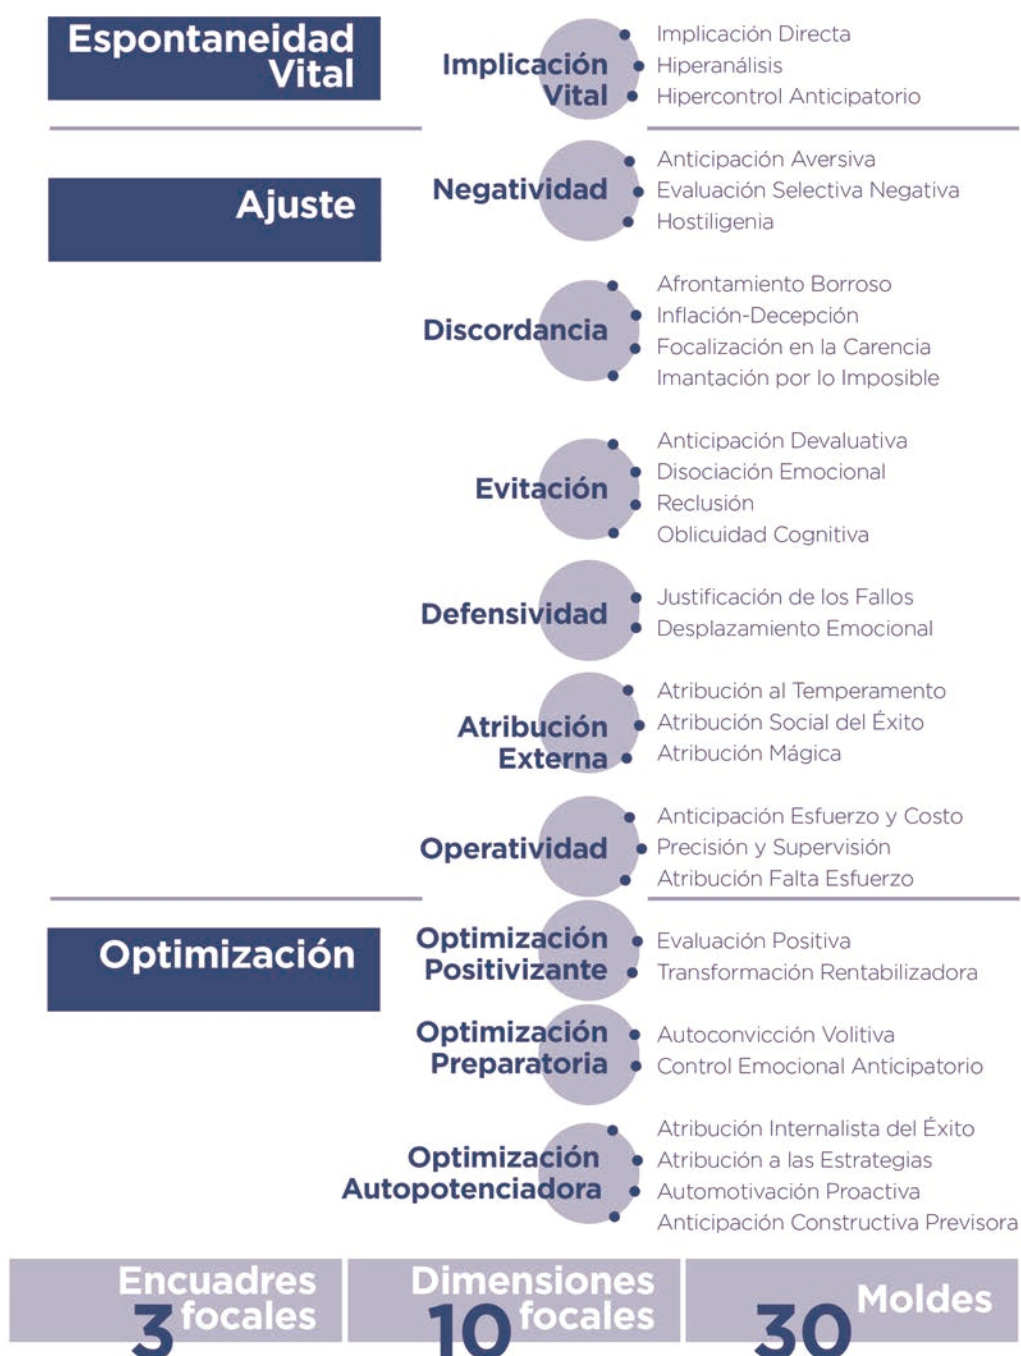 Espontaneidad
Vital
Implicación
Vital
Implicación Directa
Hiperanálisis
Hipercontrol Anticipatorio
Ajuste
Negatividad
Anticipación Aversiva
Evaluación Selectiva Negativa
Hostiligenia
Discordancia
Afrontamiento Borroso
Inflación-Decepción
Focalización en la Carencia
Imantación por lo Imposible
Evitación
Anticipación Devaluativa
Disociación Emocional
Reclusión
Oblicuidad Cognitiva
Defensividad
Justificación de los Fallos
Desplazamiento Emocional
Atribución
Externa
Atribución al Temperamento
Atribución Social del Éxito
Atribución Mágica
Operatividad
Anticipación Esfuerzo y Costo
Precisión y Supervisión
Atribución Falta Esfuerzo
Optimización
Optimización
Positivizante
Evaluación Positiva
Transformación Rentabilizadora
Optimización
Preparatoria
Autoconvicción Volitiva
Control Emocional Anticipatorio
Optimización
Autopotenciadora
Atribución Internalista del Éxito
Atribución a las Estrategias
Automotivación Proactiva
Anticipación Constructiva Previsora
Encuadres
3 focales
Dimensiones
10 focales
30 Moldes